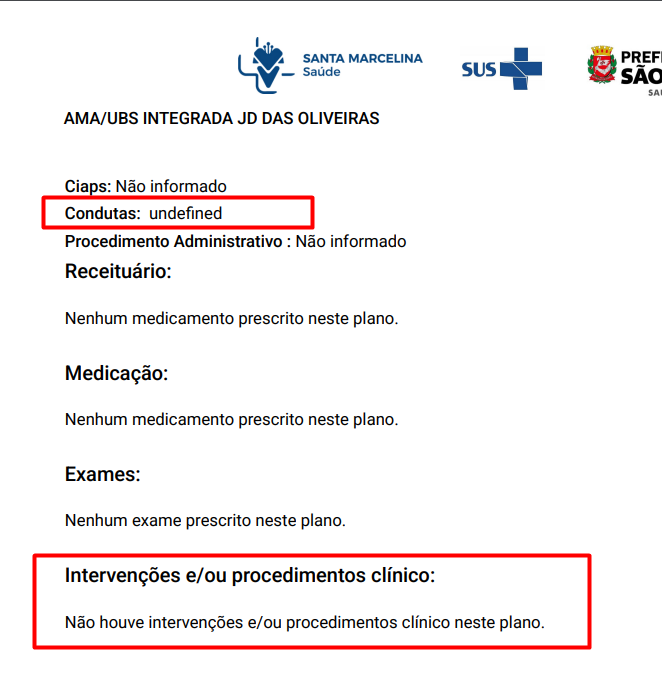 SANTA MARCELINA
Saúde
SUS
PREF
SÃO
SA
AMA/UBS INTEGRADA JD DAS OLIVEIRAS
Ciaps: Não informado
Condutas: undefined
Procedimento Administrativo : Não informado
Receituário:
Nenhum medicamento prescrito neste plano.
Medicação:
Nenhum medicamento prescrito neste plano.
Exames:
Nenhum exame prescrito neste plano.
Intervenções e/ou procedimentos clínico:
Não houve intervenções e/ou procedimentos clínico neste plano.